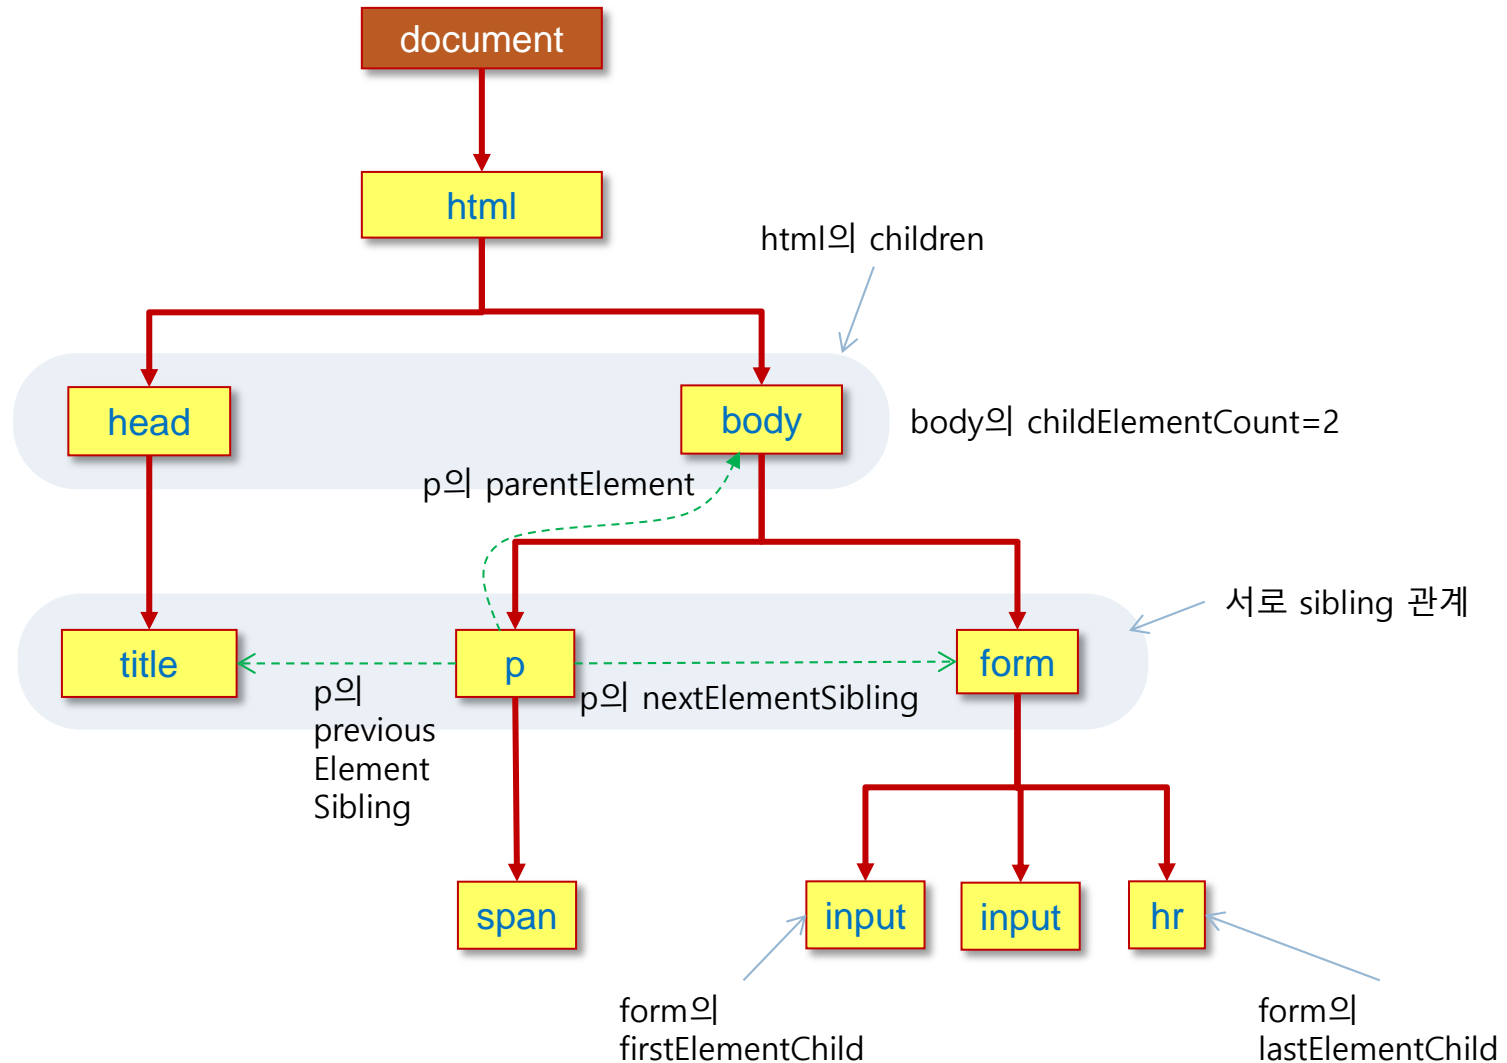 document
html
html의 children
head
body
body의 childElementCount=2
p의 parentElement
서로 sibling 관계
title
p
form
p의
previous
Element
Sibling
p의 nextElementSibling
span
input
input
hr
form의
firstElementChild
form의
lastElementChild